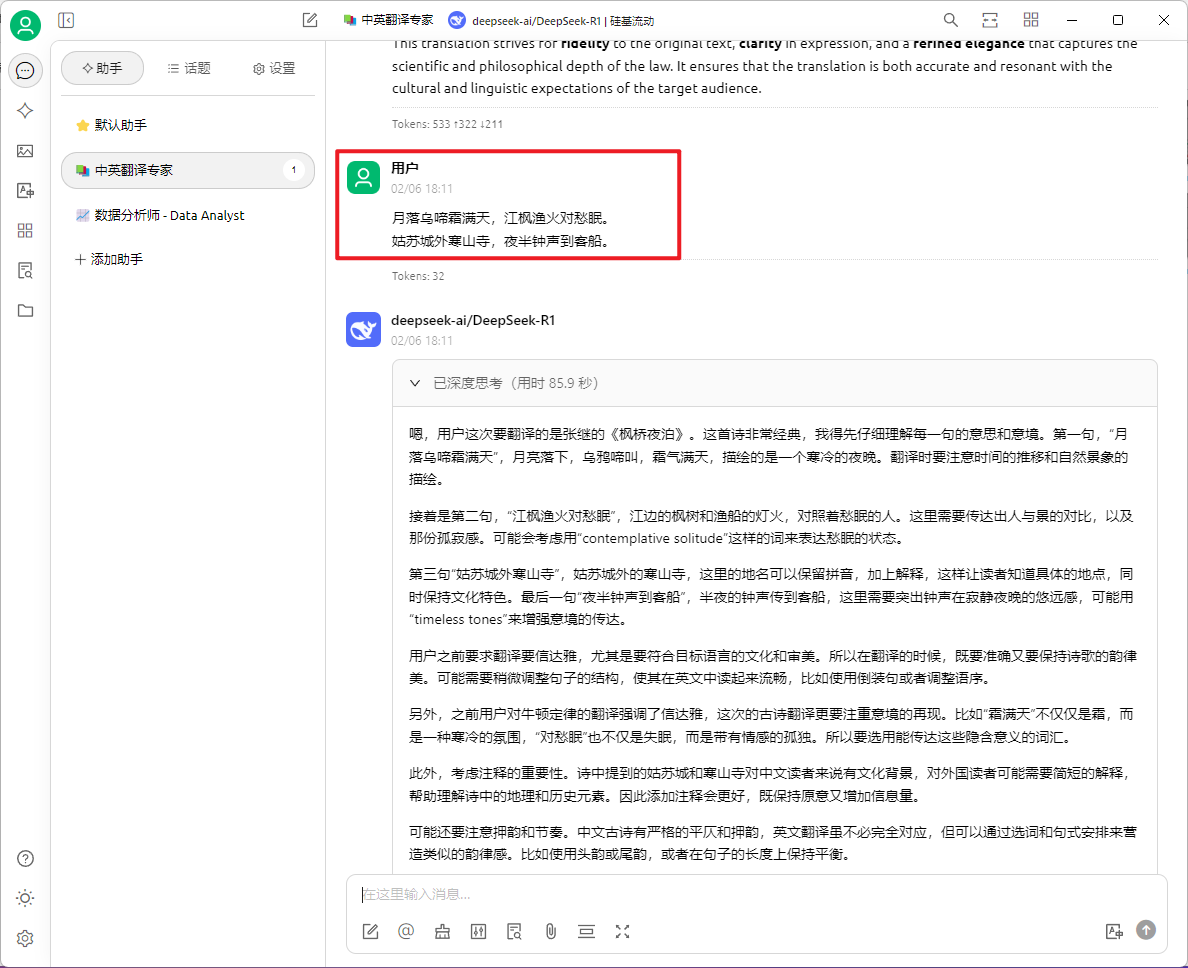 中英翻译专家 deepseek-ai/DeepSeek-R1 | 硅基流动
助手 话题 设置
默认助手
中英翻译专家 1
数据分析师 - Data Analyst
添加助手
This translation strives for fidelity to the original text, clarity in expression, and a refined elegance that captures the
scientific and philosophical depth of the law. It ensures that the translation is both accurate and resonant with the
cultural and linguistic expectations of the target audience.
Tokens: 533 ↑322 ↓211
用户
02/06 18:11
月落乌啼霜满天，江枫渔火对愁眠。
姑苏城外寒山寺，夜半钟声到客船。
Tokens: 32
deepseek-ai/DeepSeek-R1
02/06 18:11
已深度思考（用时 85.9 秒）
嗯，用户这次要翻译的是张继的《枫桥夜泊》。这首诗非常经典，我得先仔细理解每一句的意思和意境。第一句，“月
落乌啼霜满天”，月亮落下，乌鸦啼叫，霜气满天，描绘的是一个寒冷的夜晚。翻译时要注意时间的推移和自然景象的
描绘。
接着是第二句，“江枫渔火对愁眠”，江边的枫树和渔船的灯火，对照着愁眠的人。这里需要传达出人与景的对比，以及
那份孤寂感。可能会考虑用“contemplative solitude”这样的词来表达愁眠的状态。
第三句“姑苏城外寒山寺”，姑苏城外的寒山寺，这里的地名可以保留拼音，加上解释，这样让读者知道具体的地点，同
时保持文化特色。最后一句“夜半钟声到客船”，半夜的钟声传到客船，这里需要突出钟声在寂静夜晚的悠远感，可能用
“timeless tones”来增强意境的传达。
用户之前要求翻译要信达雅，尤其是要符合目标语言的文化和审美。所以在翻译的时候，既要准确又要保持诗歌的韵律
美。可能需要稍微调整句子的结构，使其在英文中读起来流畅，比如使用倒装句或者调整语序。
另外，之前用户对牛顿定律的翻译强调了信达雅，这次的古诗翻译更要注重意境的再现。比如“霜满天”不仅仅是霜，而
是一种寒冷的氛围，“对愁眠”也不仅是失眠，而是带有情感的孤独。所以要选用能传达这些隐含意义的词汇。
此外，考虑注释的重要性。诗中提到的姑苏城和寒山寺对中文读者来说有文化背景，对外国读者可能需要简短的解释，
帮助理解诗中的地理和历史元素。因此添加注释会更好，既保持原意又增加信息量。
可能还要注意押韵和节奏。中文古诗有严格的平仄和押韵，英文翻译虽不必完全对应，但可以通过选词和句式安排来营
造类似的韵律感。比如使用头韵或尾韵，或者在句子的长度上保持平衡。
在这里输入消息...